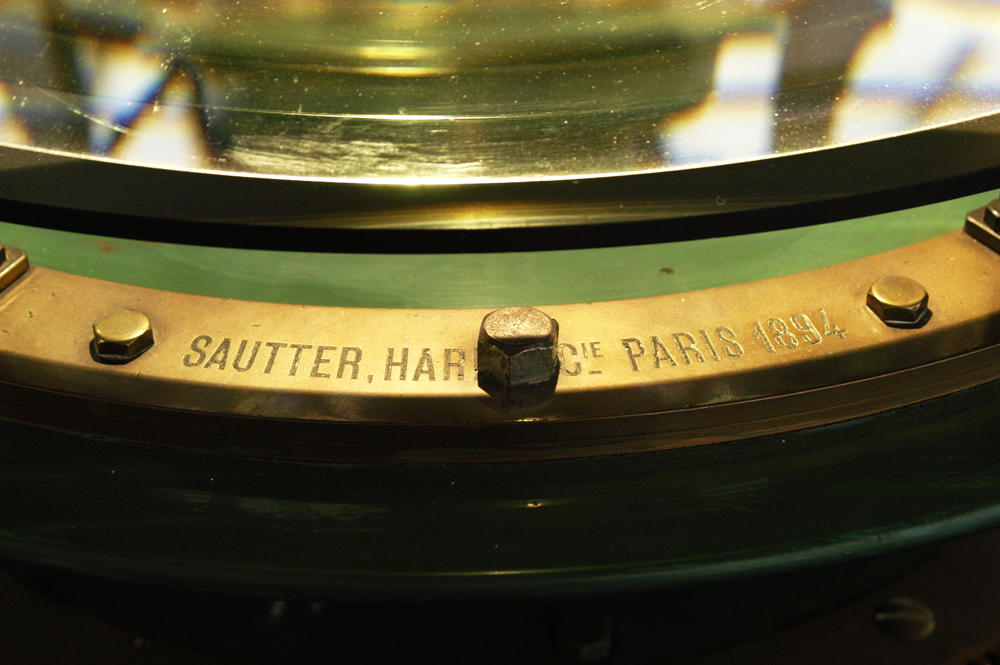 SAUTTER, HAR CIE PARIS 1894